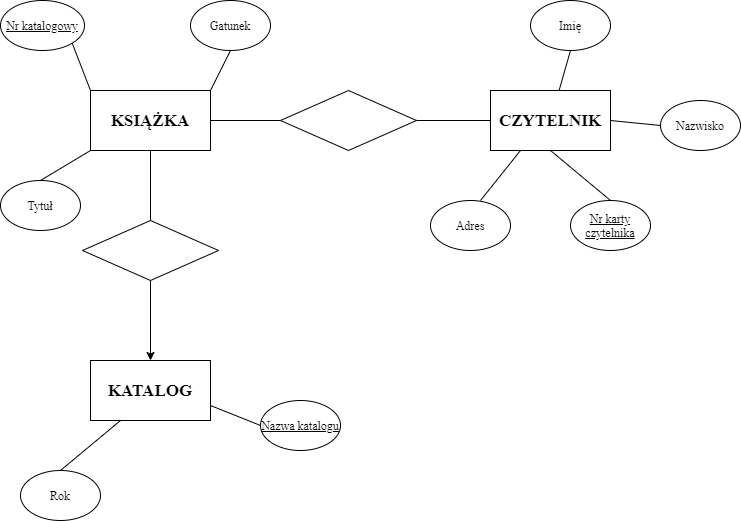 Nr katalogowy
Gatunek
Imię
KSIĄŻKA
CZYTELNIK
Nazwisko
Tytuł
Adres
Nr karty
czytelnika
KATALOG
Nazwa katalogu
Rok